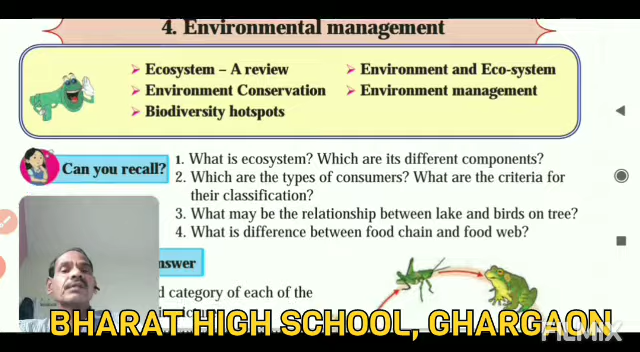 4. Environmental management
➢ Ecosystem – A review
➢ Environment and Eco-system
➢ Environment Conservation
➢ Environment management
➢ Biodiversity hotspots
Can you recall?
1. What is ecosystem? Which are its different components?
2. Which are the types of consumers? What are the criteria for
their classification?
3. What may be the relationship between lake and birds on tree?
4. What is difference between food chain and food web?
nswer
d category of each of the
BHARAT HIGH SCHOOL, GHARGAON
FILMIX